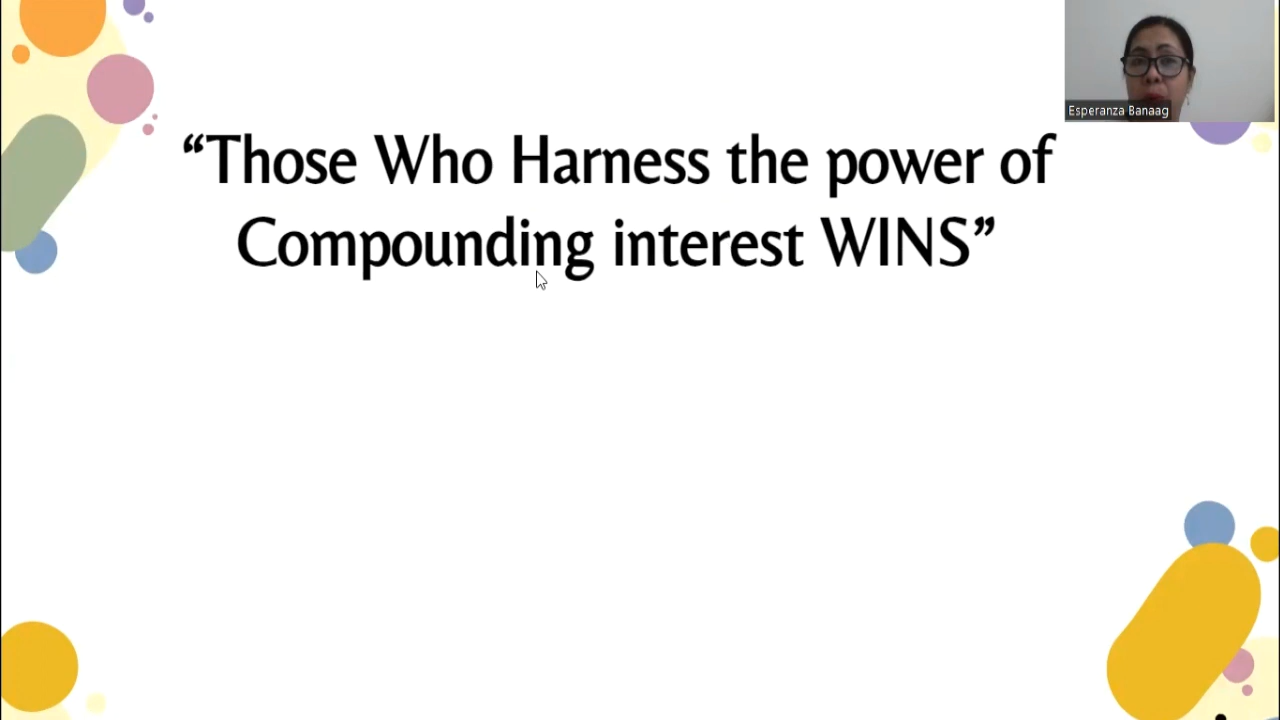 “Those Who Harness the power of
Compounding interest WINS”
Esperanza Banaag